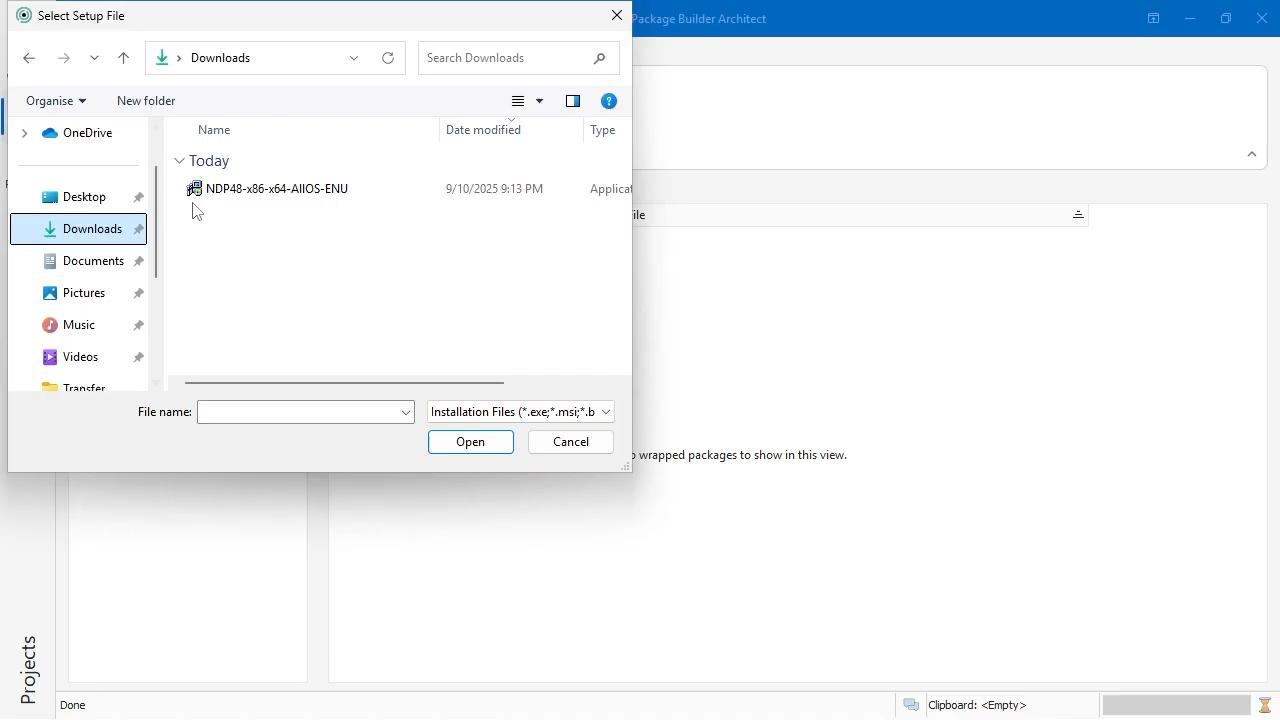 Select Setup File
Package Builder Architect
Downloads
Search Downloads
Organise
New folder
OneDrive
Name
Date modified
Type
Today
NDP48-x86-x64-AllOS-ENU
9/10/2025 9:13 PM
Applicat
Desktop
Downloads
Documents
Pictures
Music
Videos
Transfer
File name:
Installation Files (*.exe;*.msi;*.b
Open
Cancel
ile
wrapped packages to show in this view.
Projects
Done
Clipboard: <Empty>